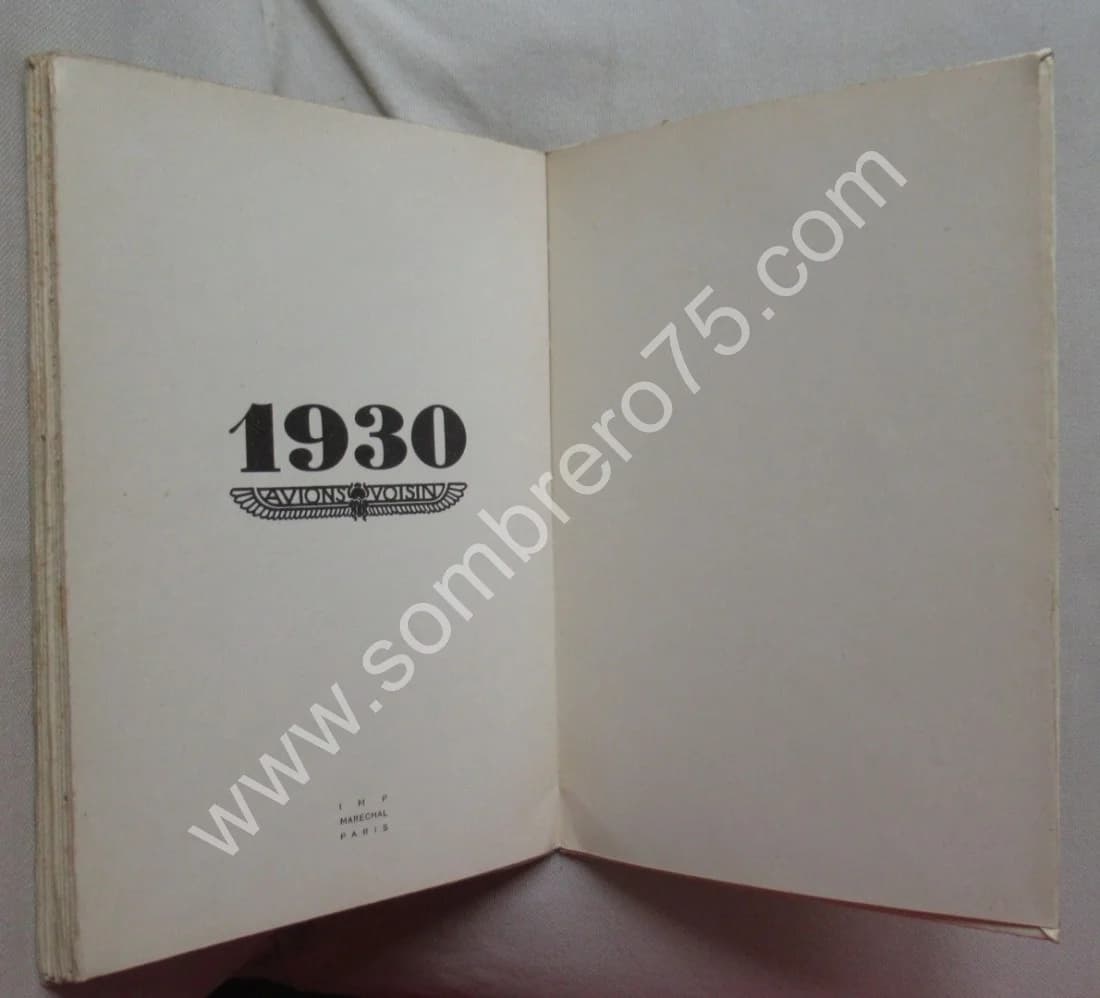 1930
AVIONS VOISIN
IMP
MARECHAL
PARIS
www.sombrero75.com